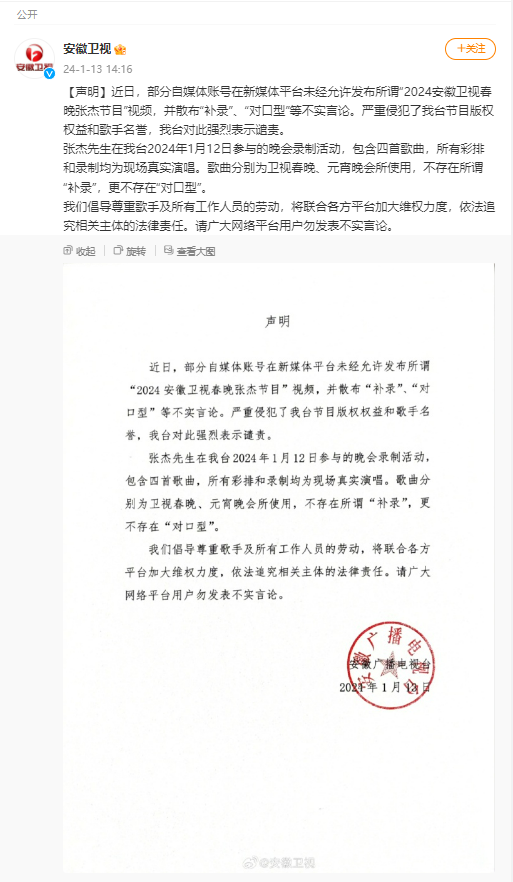 公开
安徽卫视
安徽卫视
+关注
24-1-13 14:16
【声明】近日，部分自媒体账号在新媒体平台未经允许发布所谓“2024安徽卫视春
晚张杰节目”视频，并散布“补录”、“对口型”等不实言论。严重侵犯了我台节目版权
权益和歌手名誉，我台对此强烈表示谴责。
张杰先生在我台2024年1月12日参与的晚会录制活动，包含四首歌曲，所有彩排
和录制均为现场真实演唱。歌曲分别为卫视春晚、元宵晚会所使用，不存在所谓
“补录”，更不存在“对口型”。
我们倡导尊重歌手及所有工作人员的劳动，将联合各方平台加大维权力度，依法追
究相关主体的法律责任。请广大网络平台用户勿发表不实言论。
收起 旋转 查看大图
声明
近日，部分自媒体账号在新媒体平台未经允许发布所谓
“2024 安徽卫视春晚张杰节目”视频，并散布“补录”、“对
口型”等不实言论。严重侵犯了我台节目版权权益和歌手名
誉，我台对此强烈表示谴责。
张杰先生在我台2024年1月12日参与的晚会录制活动，
包含四首歌曲，所有彩排和录制均为现场真实演唱。歌曲分
别为卫视春晚、元宵晚会所使用，不存在所谓“补录”，更
不存在“对口型”。
我们倡导尊重歌手及所有工作人员的劳动，将联合各方
平台加大维权力度，依法追究相关主体的法律责任。请广大
网络平台用户勿发表不实言论。
安徽广播电视台
安徽广播电视台
2024年1月13日
@安徽卫视